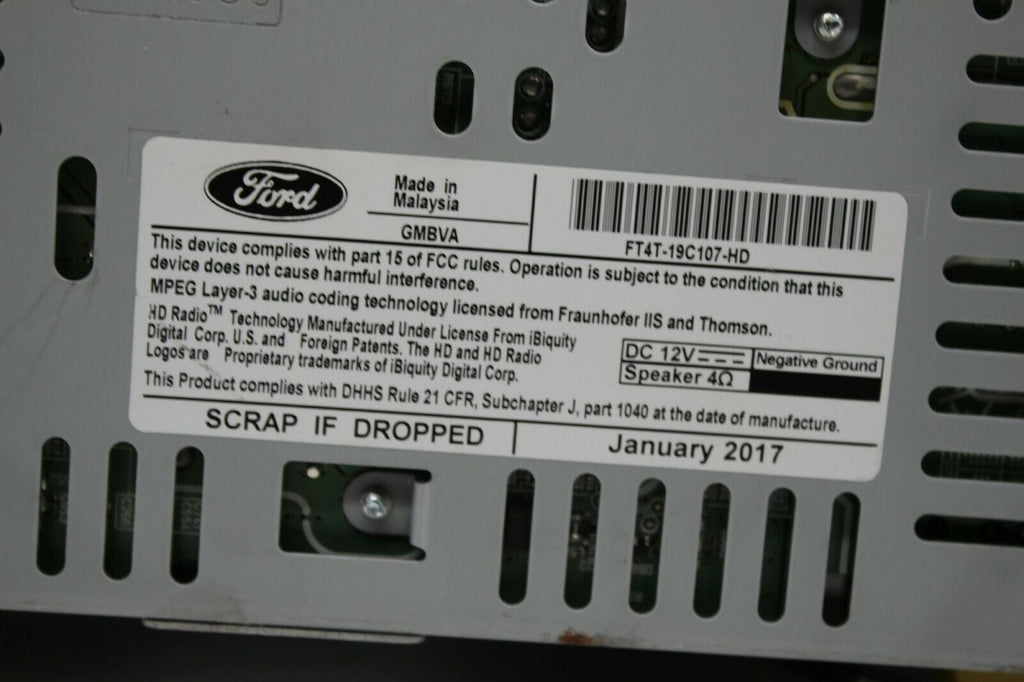 Ford
Made in
Malaysia
GMBVA
FT4T-19C107-HD
This device complies with part 15 of FCC rules. Operation is subject to the condition that this
device does not cause harmful interference.
MPEG Layer-3 audio coding technology licensed from Fraunhofer IIS and Thomson.
HD Radio™ Technology Manufactured Under License From iBiquity
Digital Corp. U.S. and Foreign Patents. The HD and HD Radio
Logos are Proprietary trademarks of iBiquity Digital Corp.
DC 12V Negative Ground
Speaker 4Ω
This Product complies with DHHS Rule 21 CFR, Subchapter J, part 1040 at the date of manufacture.
SCRAP IF DROPPED
January 2017